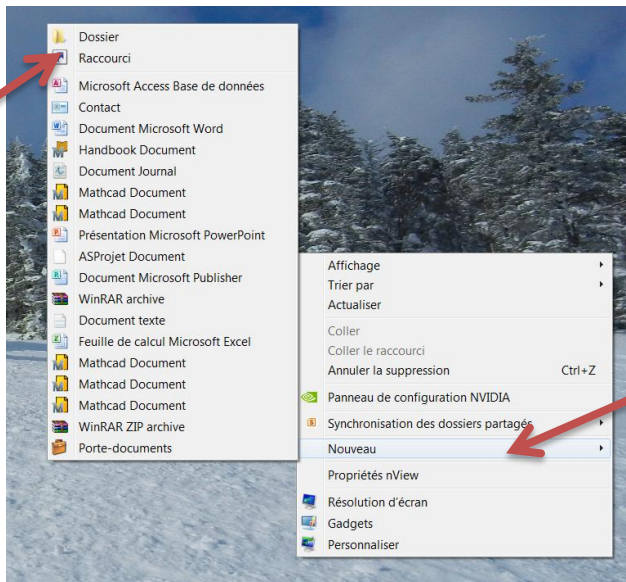 Dossier
Raccourci
Microsoft Access Base de données
Contact
Document Microsoft Word
Handbook Document
Document Journal
Mathcad Document
Mathcad Document
Présentation Microsoft PowerPoint
ASProjet Document
Document Microsoft Publisher
WinRAR archive
Document texte
Feuille de calcul Microsoft Excel
Mathcad Document
Mathcad Document
Mathcad Document
WinRAR ZIP archive
Porte-documents
Affichage
Trier par
Actualiser
Coller
Coller le raccourci
Annuler la suppression Ctrl+Z
Panneau de configuration NVIDIA
Synchronisation des dossiers partagés
Nouveau
Propriétés nView
Résolution d'écran
Gadgets
Personnaliser